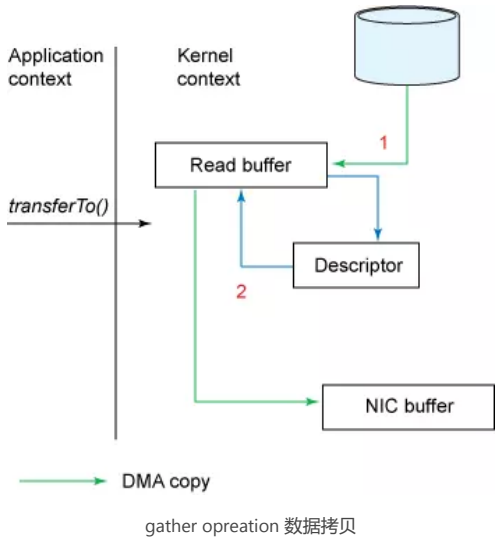 Application
context
Kernel
context
1
Read buffer
transferTo()
Descriptor
2
NIC buffer
DMA copy
gather opreation 数据拷贝